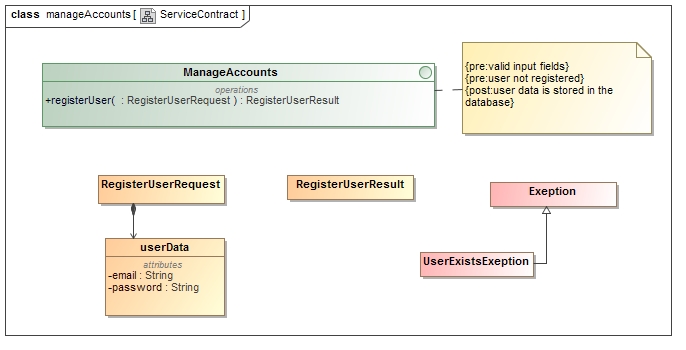 class manageAccounts [ ServiceContract ]
ManageAccounts
operations
+registerUser( : RegisterUserRequest ) : RegisterUserResult
{pre:valid input fields}
{pre:user not registered}
{post:user data is stored in the
database}
RegisterUserRequest
RegisterUserResult
Exeption
userData
attributes
-email : String
-password : String
UserExistsExeption